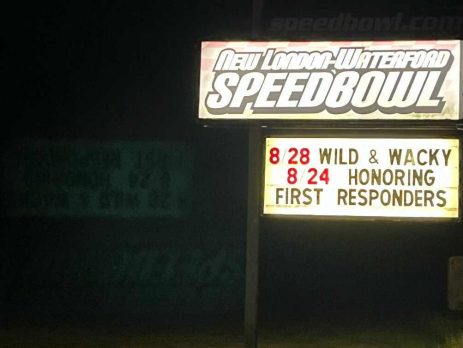 speedbowl.com
NEW LONDON-WATERFORD
SPEEDBOWL
8/28 WILD & WACKY
8/24 HONORING
FIRST RESPONDERS